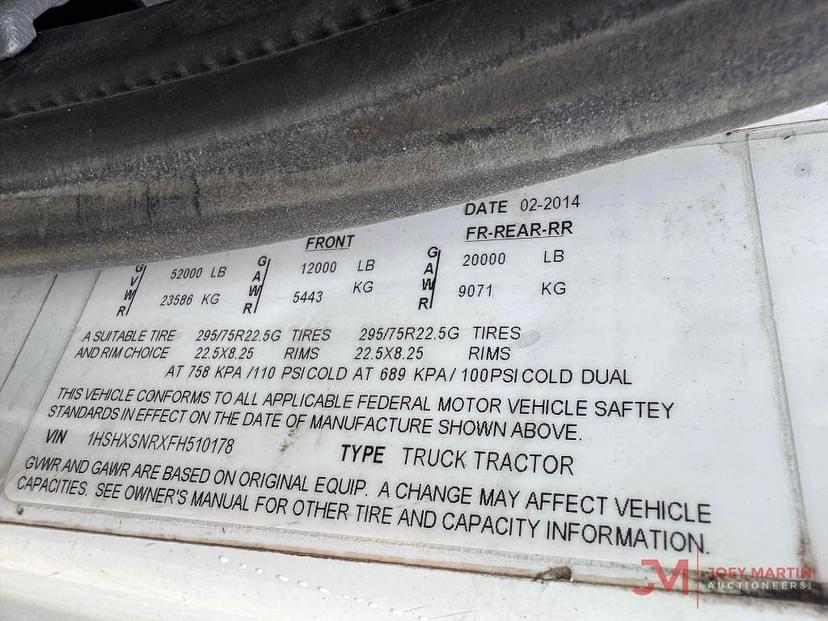 DATE 02-2014
FRONT FR-REAR-RR
GVWR 52000 LB GAWR 12000 LB GAWR 20000 LB
23586 KG 5443 KG 9071 KG
A SUITABLE TIRE 295/75R22.5G TIRES 295/75R22.5G TIRES
AND RIM CHOICE 22.5X8.25 RIMS 22.5X8.25 RIMS
AT 758 KPA/110 PSI COLD AT 689 KPA/100PSI COLD DUAL
THIS VEHICLE CONFORMS TO ALL APPLICABLE FEDERAL MOTOR VEHICLE SAFTEY
STANDARDS IN EFFECT ON THE DATE OF MANUFACTURE SHOWN ABOVE.
VIN 1HSHXSNRXFH510178 TYPE TRUCK TRACTOR
GVWR AND GAWR ARE BASED ON ORIGINAL EQUIP. A CHANGE MAY AFFECT VEHICLE
CAPACITIES. SEE OWNER'S MANUAL FOR OTHER TIRE AND CAPACITY INFORMATION.
JM JOEY MARTIN
AUCTIONEERS